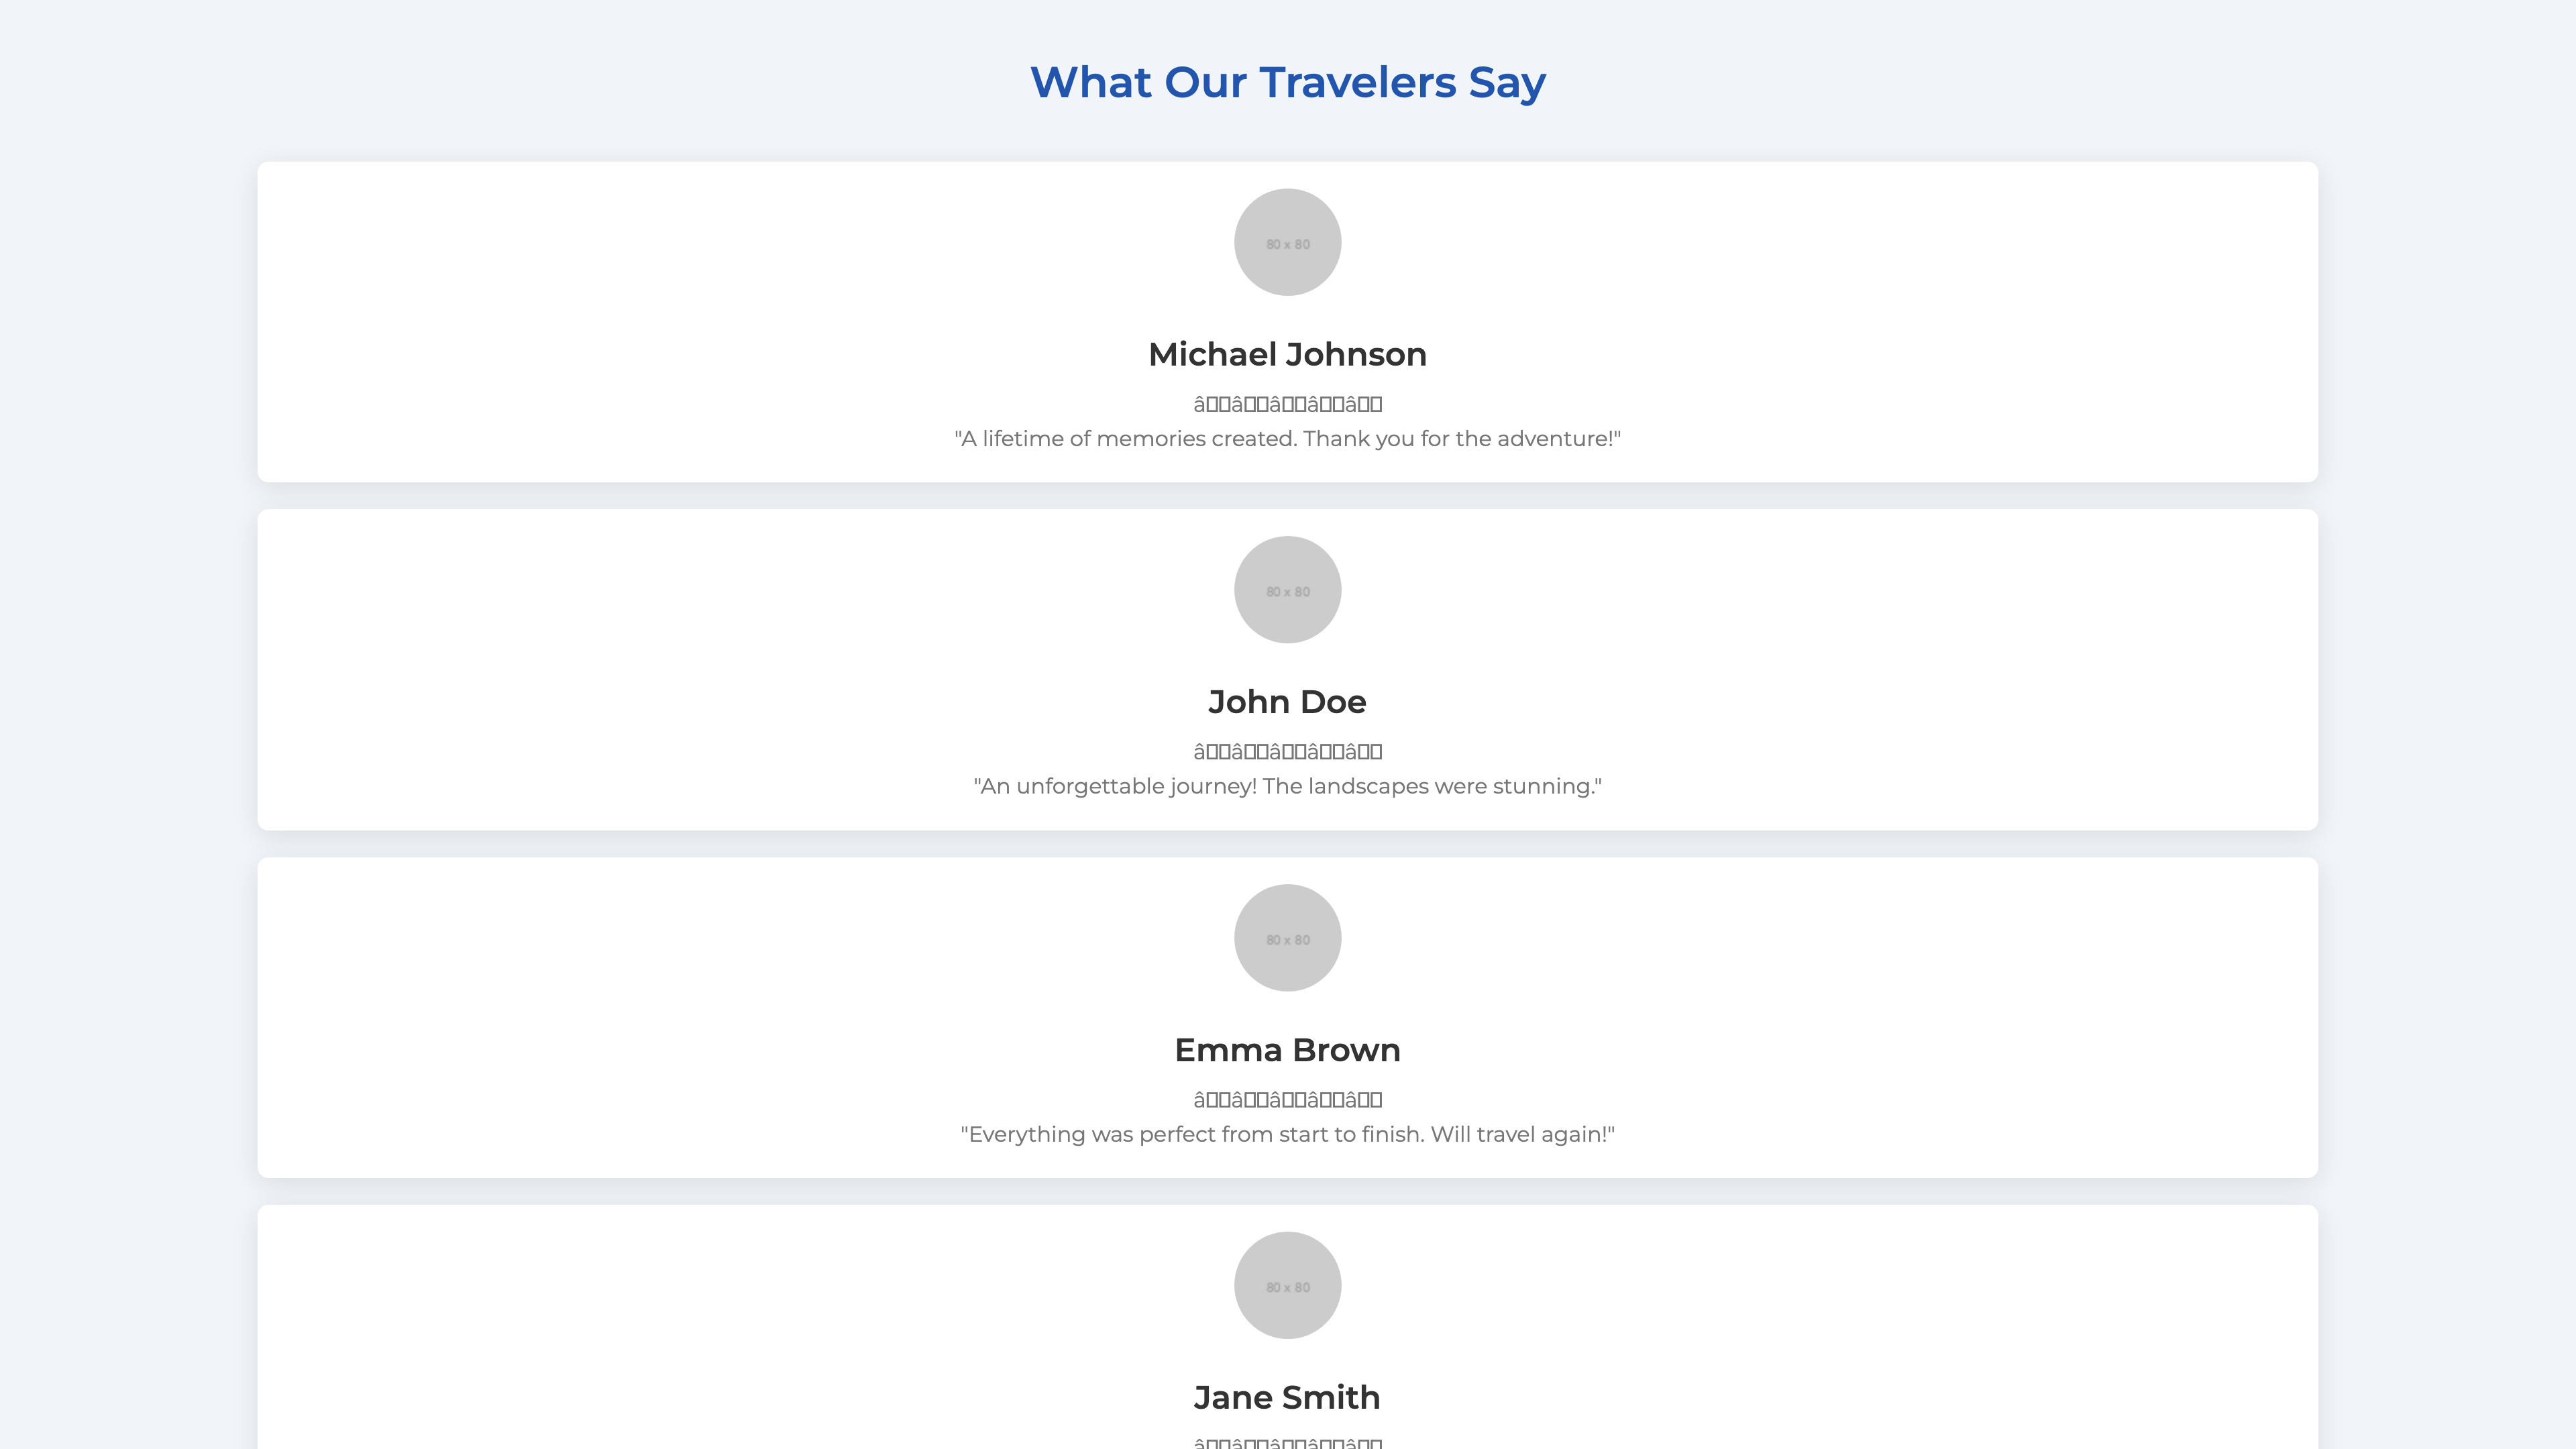 What Our Travelers Say
80 x 80
Michael Johnson
â▯▯â▯▯â▯▯â▯▯â▯▯
"A lifetime of memories created. Thank you for the adventure!"
80 x 80
John Doe
â▯▯â▯▯â▯▯â▯▯â▯▯
"An unforgettable journey! The landscapes were stunning."
80 x 80
Emma Brown
â▯▯â▯▯â▯▯â▯▯â▯▯
"Everything was perfect from start to finish. Will travel again!"
80 x 80
Jane Smith
â▯▯â▯▯â▯▯â▯▯â▯▯